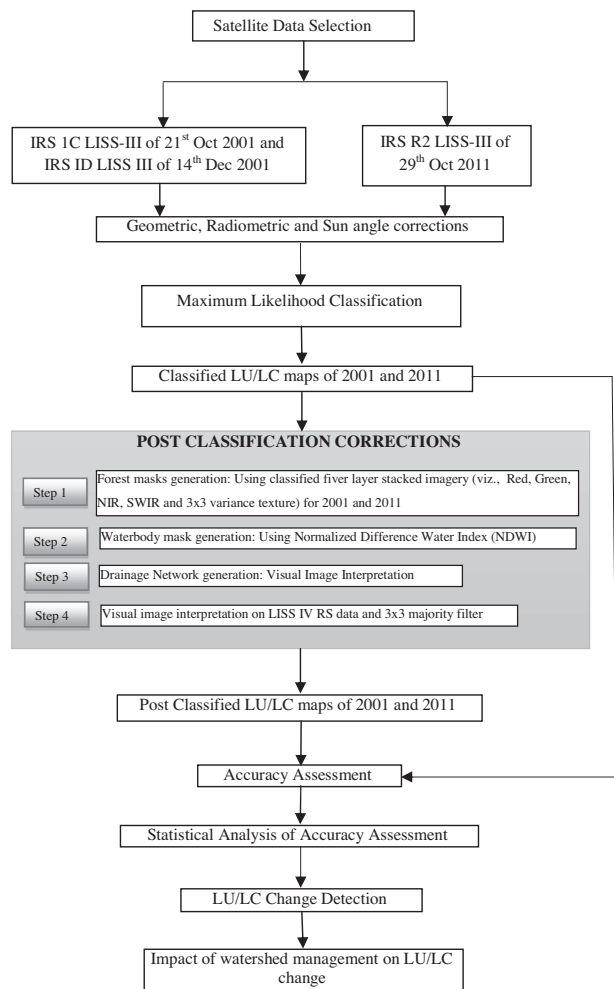 Satellite Data Selection
IRS 1C LISS-III of 21st Oct 2001 and
IRS ID LISS III of 14th Dec 2001
IRS R2 LISS-III of
29th Oct 2011
Geometric, Radiometric and Sun angle corrections
Maximum Likelihood Classification
Classified LU/LC maps of 2001 and 2011
POST CLASSIFICATION CORRECTIONS
Step 1
Forest masks generation: Using classified fiver layer stacked imagery (viz., Red, Green,
NIR, SWIR and 3x3 variance texture) for 2001 and 2011
Step 2
Waterbody mask generation: Using Normalized Difference Water Index (NDWI)
Step 3
Drainage Network generation: Visual Image Interpretation
Step 4
Visual image interpretation on LISS IV RS data and 3x3 majority filter
Post Classified LU/LC maps of 2001 and 2011
Accuracy Assessment
Statistical Analysis of Accuracy Assessment
LU/LC Change Detection
Impact of watershed management on LU/LC
change